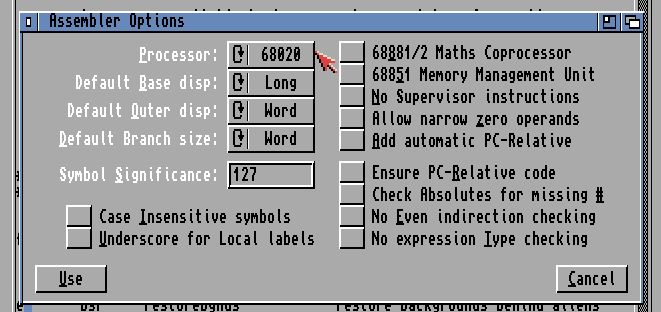 Assembler Options
Processor: 68020
Default Base disp: Long
Default Outer disp: Word
Default Branch size: Word
Symbol Significance: 127
Case Insensitive symbols
Underscore for Local labels
68881/2 Maths Coprocessor
68851 Memory Management Unit
No Supervisor instructions
Allow narrow zero operands
Add automatic PC-Relative
Ensure PC-Relative code
Check Absolutes for missing #
No Even indirection checking
No expression Type checking
Use
Cancel
bsr restorebgnds restore backgrounds behind aliens